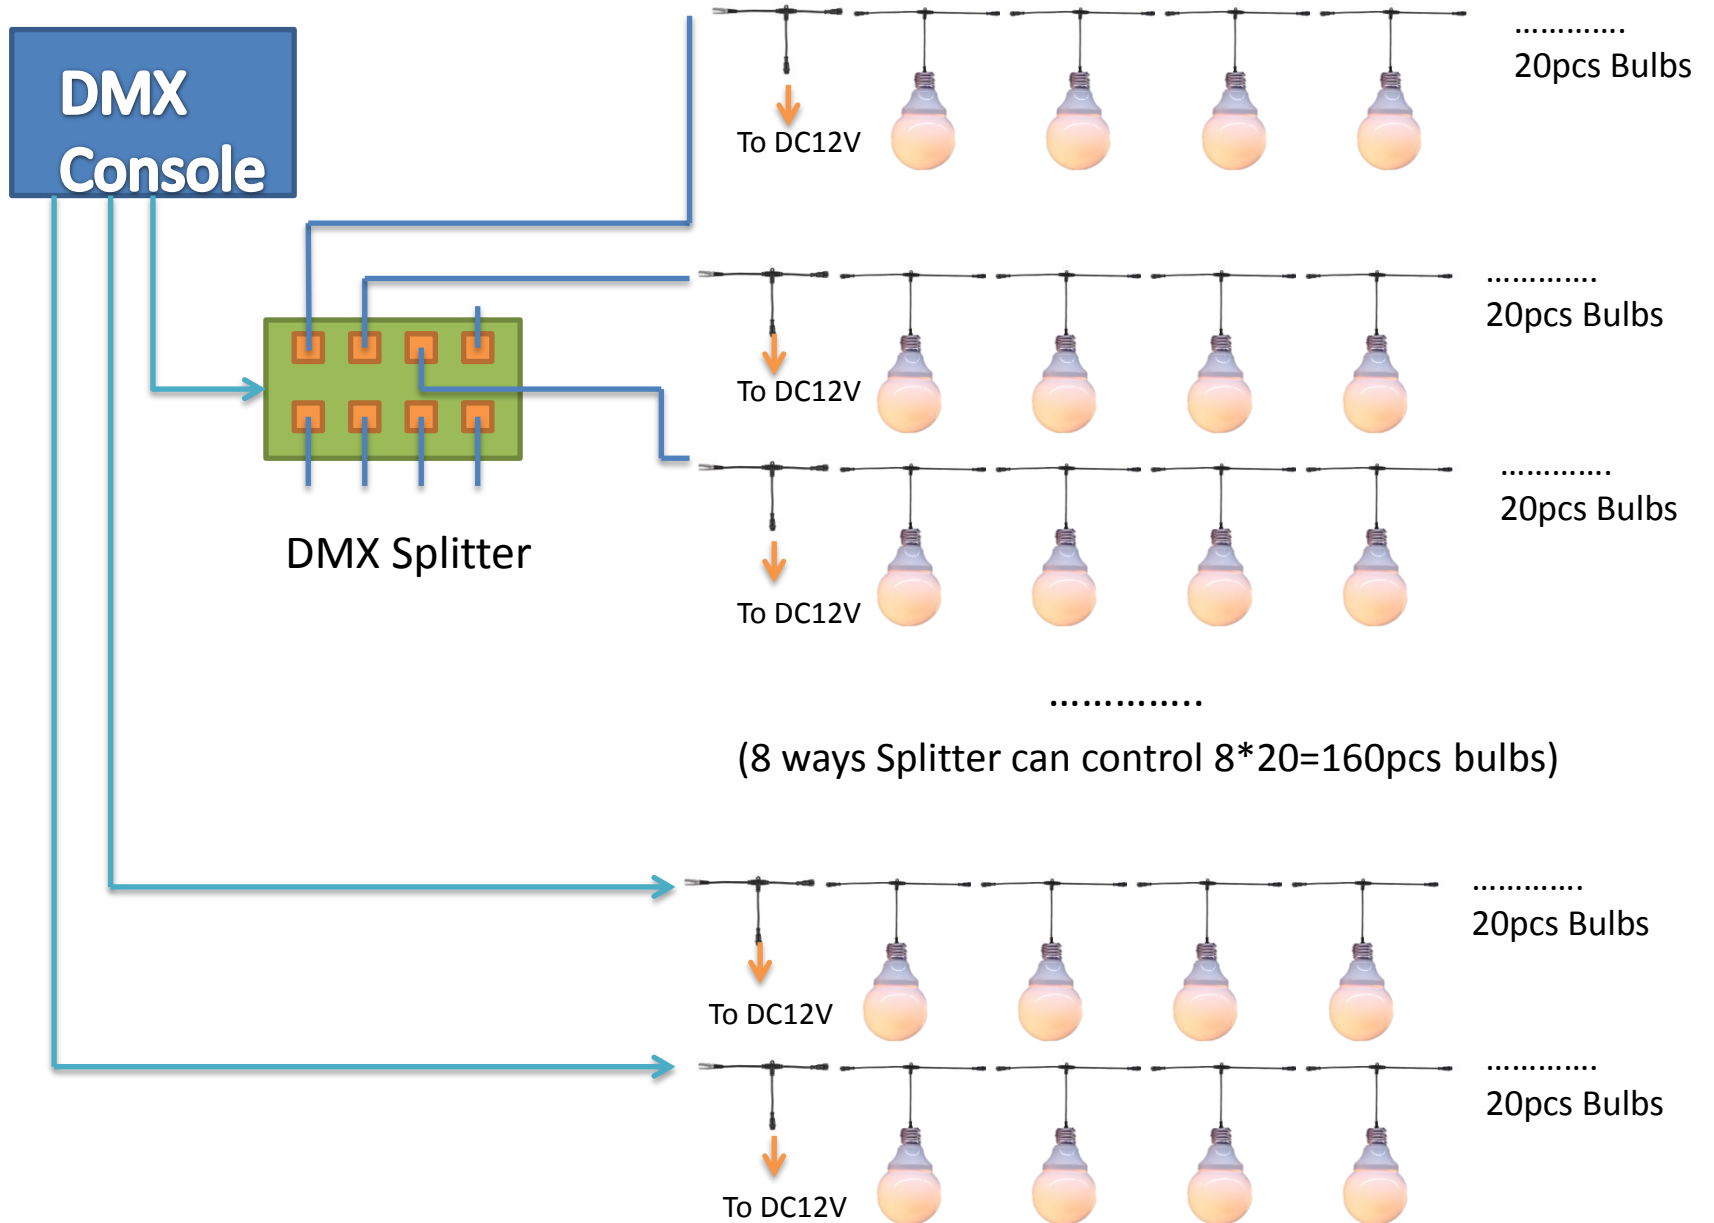 DMX
Console
………….
20pcs Bulbs
To DC12V
………….
20pcs Bulbs
To DC12V
………….
20pcs Bulbs
DMX Splitter
To DC12V
…………..
(8 ways Splitter can control 8*20=160pcs bulbs)
………….
20pcs Bulbs
To DC12V
………….
20pcs Bulbs
To DC12V